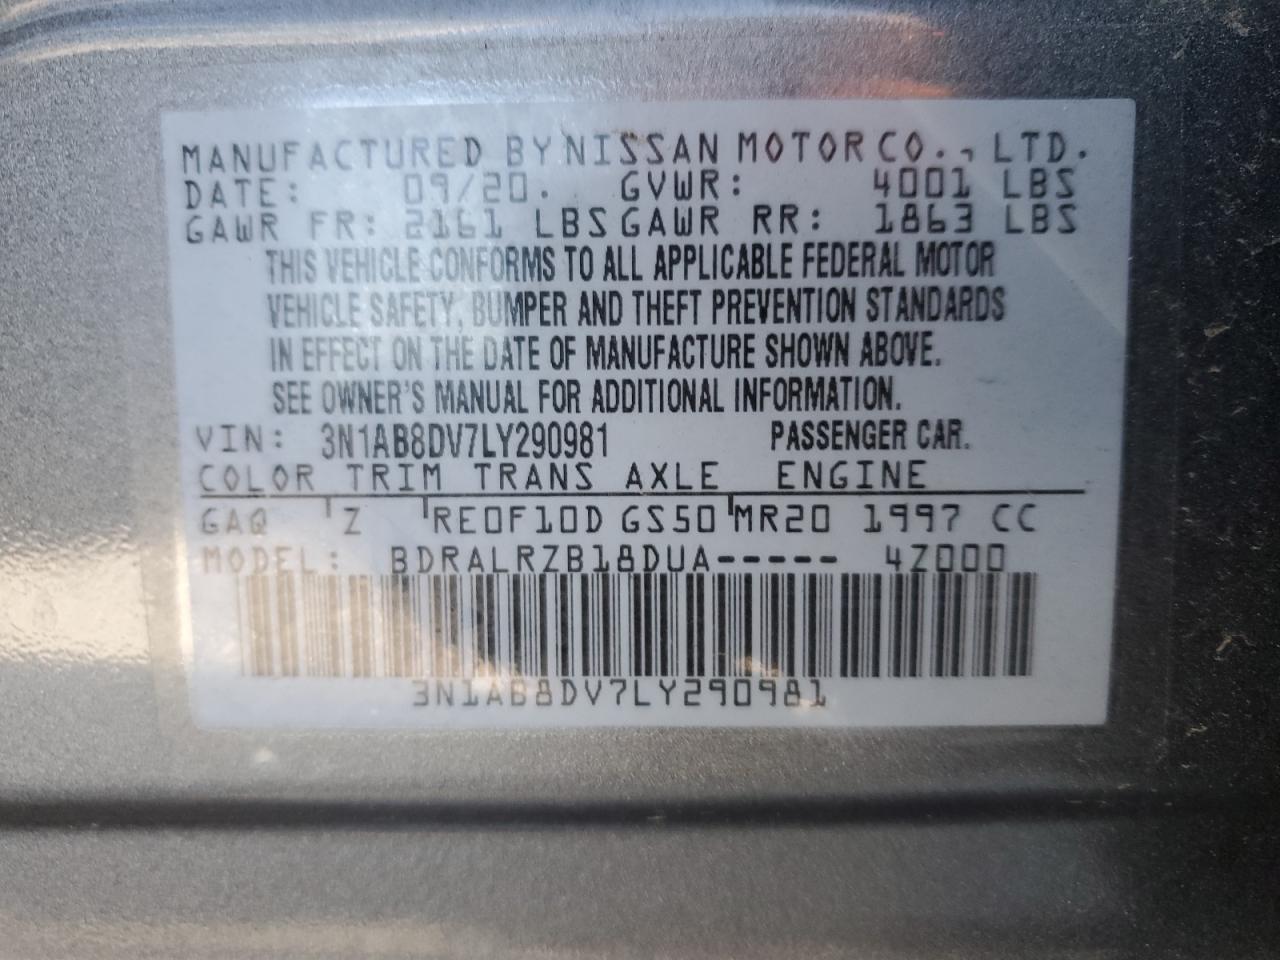 MANUFACTURED BY NISSAN MOTOR CO., LTD.
DATE: 09/20. GVWR: 4001 LBS
GAWR FR: 2161 LBS GAWR RR: 1863 LBS
THIS VEHICLE CONFORMS TO ALL APPLICABLE FEDERAL MOTOR
VEHICLE SAFETY, BUMPER AND THEFT PREVENTION STANDARDS
IN EFFECT ON THE DATE OF MANUFACTURE SHOWN ABOVE.
SEE OWNER'S MANUAL FOR ADDITIONAL INFORMATION.
VIN: 3N1AB8DV7LY290981 PASSENGER CAR.
COLOR TRIM TRANS AXLE ENGINE
GAQ Z RE0F10D GS50 MR20 1997 CC
MODEL: BDRALRZB18DUA----- 4Z000
3N1AB8DV7LY290981